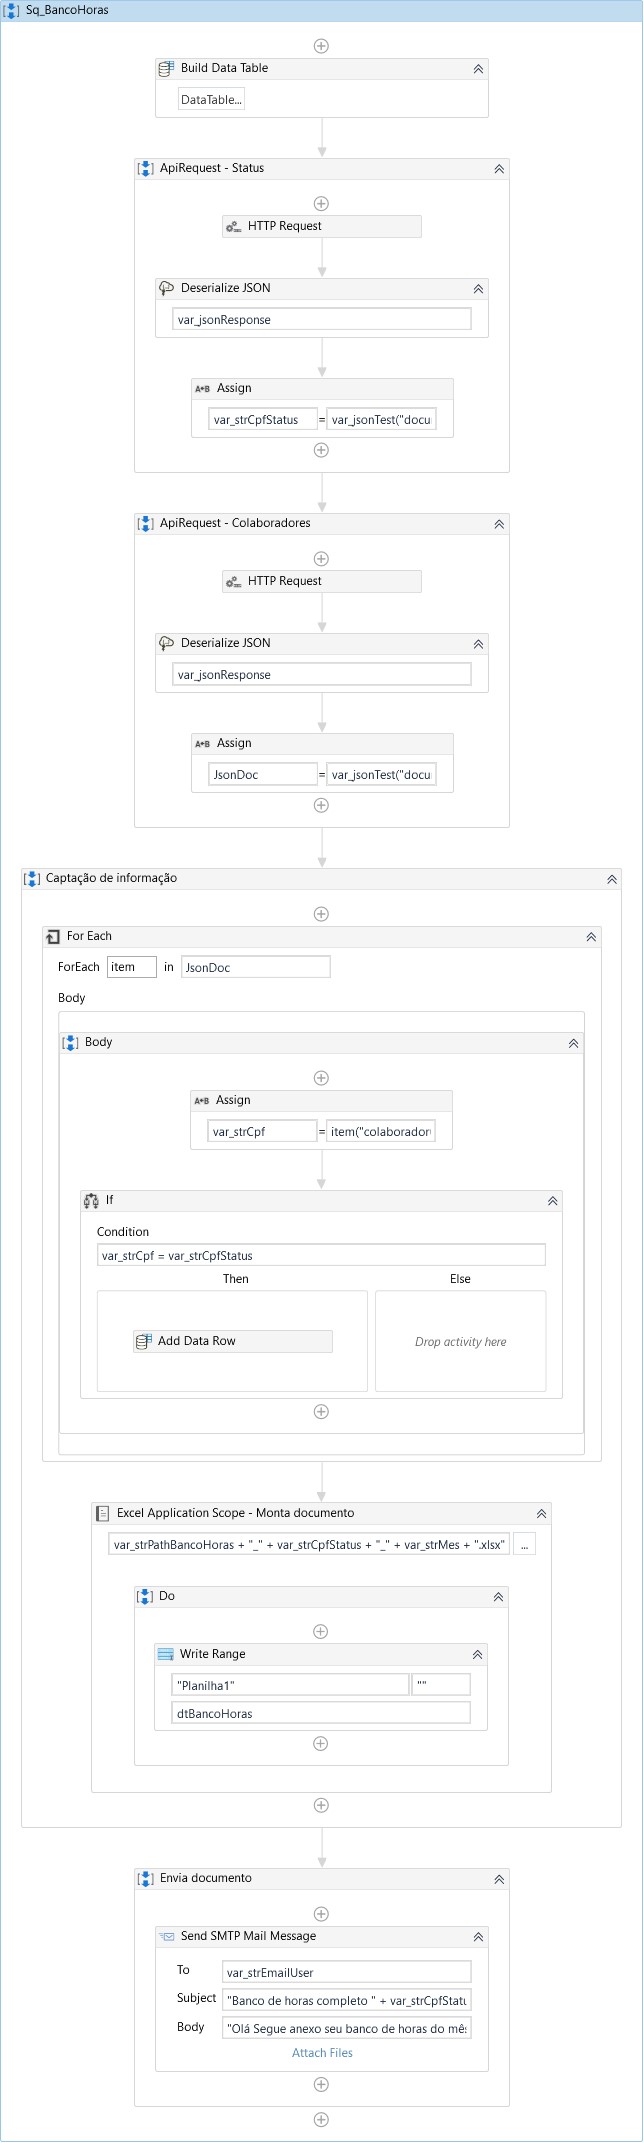 Sq_BancoHoras
Build Data Table
DataTable...
ApiRequest - Status
HTTP Request
Deserialize JSON
var_jsonResponse
A+B Assign
var_strCpfStatus = var_jsonTest("docu
ApiRequest - Colaboradores
HTTP Request
Deserialize JSON
var_jsonResponse
A+B Assign
JsonDoc = var_jsonTest("docu
Captação de informação
For Each
ForEach item in JsonDoc
Body
Body
A+B Assign
var_strCpf = item("colaborador
If
Condition
var_strCpf = var_strCpfStatus
Then Else
Add Data Row Drop activity here
Excel Application Scope - Monta documento
var_strPathBancoHoras + "_" + var_strCpfStatus + "_" + var_strMes + ".xlsx" ...
Do
Write Range
"Planilha1" ""
dtBancoHoras
Envia documento
Send SMTP Mail Message
To var_strEmailUser
Subject "Banco de horas completo " + var_strCpfStatu
Body "Olá Segue anexo seu banco de horas do mês
Attach Files